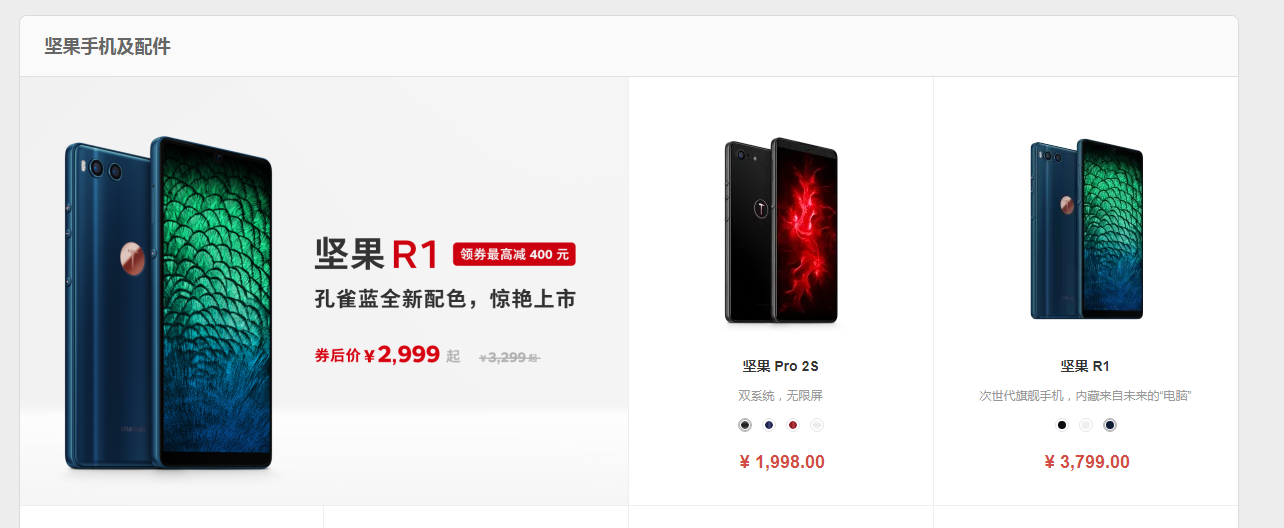 坚果手机及配件
坚果 R1 领券最高减 400 元
孔雀蓝全新配色，惊艳上市
券后价 ¥ 2,999 起 ¥3,299起
坚果 Pro 2S
双系统，无限屏
¥ 1,998.00
坚果 R1
次世代旗舰手机，内藏来自未来的“电脑”
¥ 3,799.00